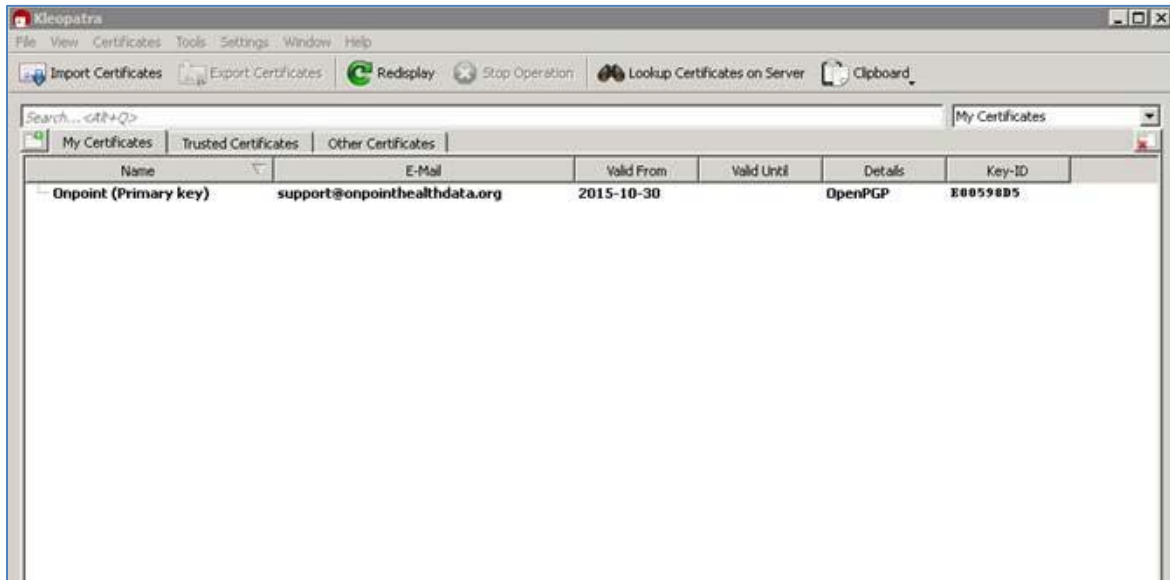 Kleopatra
File View Certificates Tools Settings Window Help
Import Certificates Export Certificates Redisplay Stop Operation Lookup Certificates on Server Clipboard
Search...<Alt+Q> My Certificates
My Certificates Trusted Certificates Other Certificates
Name E-Mail Valid From Valid Until Details Key-ID
Onpoint (Primary key) support@onpointhealthdata.org 2015-10-30 OpenPGP E00598D5